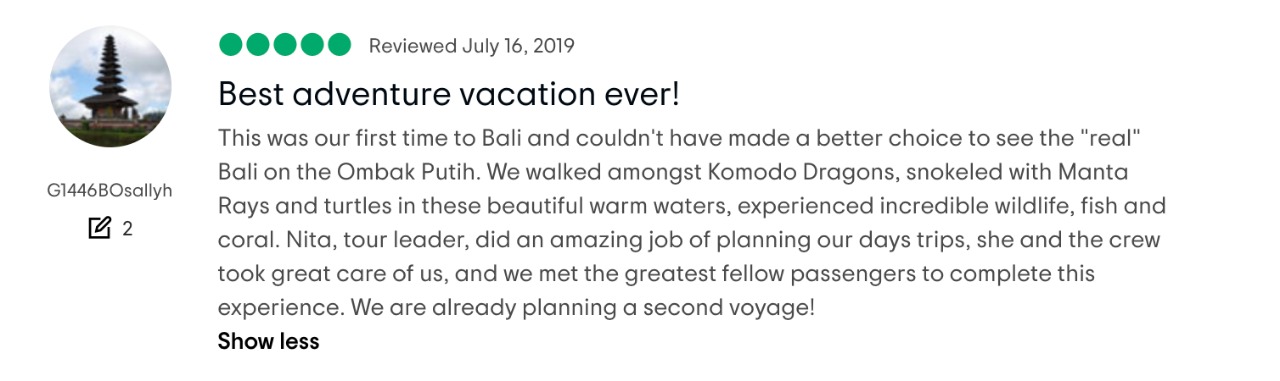 Reviewed July 16, 2019
Best adventure vacation ever!
This was our first time to Bali and couldn't have made a better choice to see the "real"
Bali on the Ombak Putih. We walked amongst Komodo Dragons, snokeled with Manta
Rays and turtles in these beautiful warm waters, experienced incredible wildlife, fish and
coral. Nita, tour leader, did an amazing job of planning our days trips, she and the crew
took great care of us, and we met the greatest fellow passengers to complete this
experience. We are already planning a second voyage!
Show less
G1446BOsallyh
2